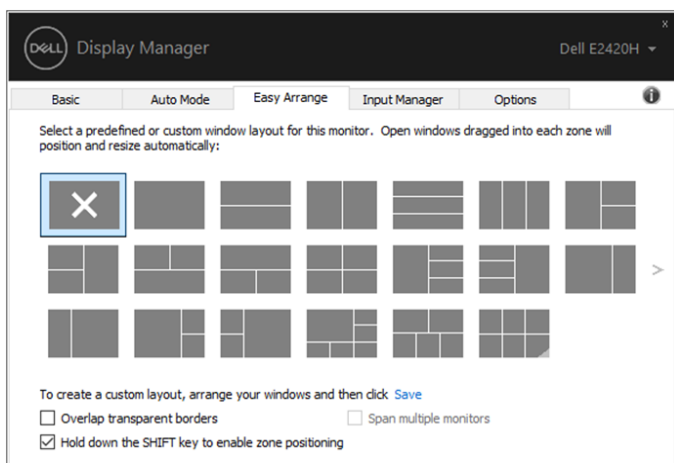 x
DELL Display Manager
Dell E2420H
Basic Auto Mode Easy Arrange Input Manager Options i
Select a predefined or custom window layout for this monitor. Open windows dragged into each zone will
position and resize automatically:
>
To create a custom layout, arrange your windows and then click Save
Overlap transparent borders Span multiple monitors
Hold down the SHIFT key to enable zone positioning